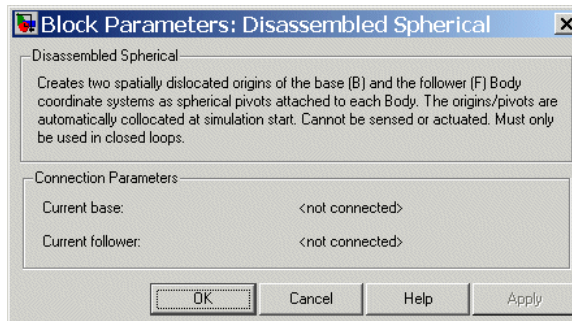 Block Parameters: Disassembled Spherical
Disassembled Spherical
Creates two spatially dislocated origins of the base (B) and the follower (F) Body
coordinate systems as spherical pivots attached to each Body. The origins/pivots are
automatically collocated at simulation start. Cannot be sensed or actuated. Must only
be used in closed loops.
Connection Parameters
Current base: <not connected>
Current follower: <not connected>
OK Cancel Help Apply